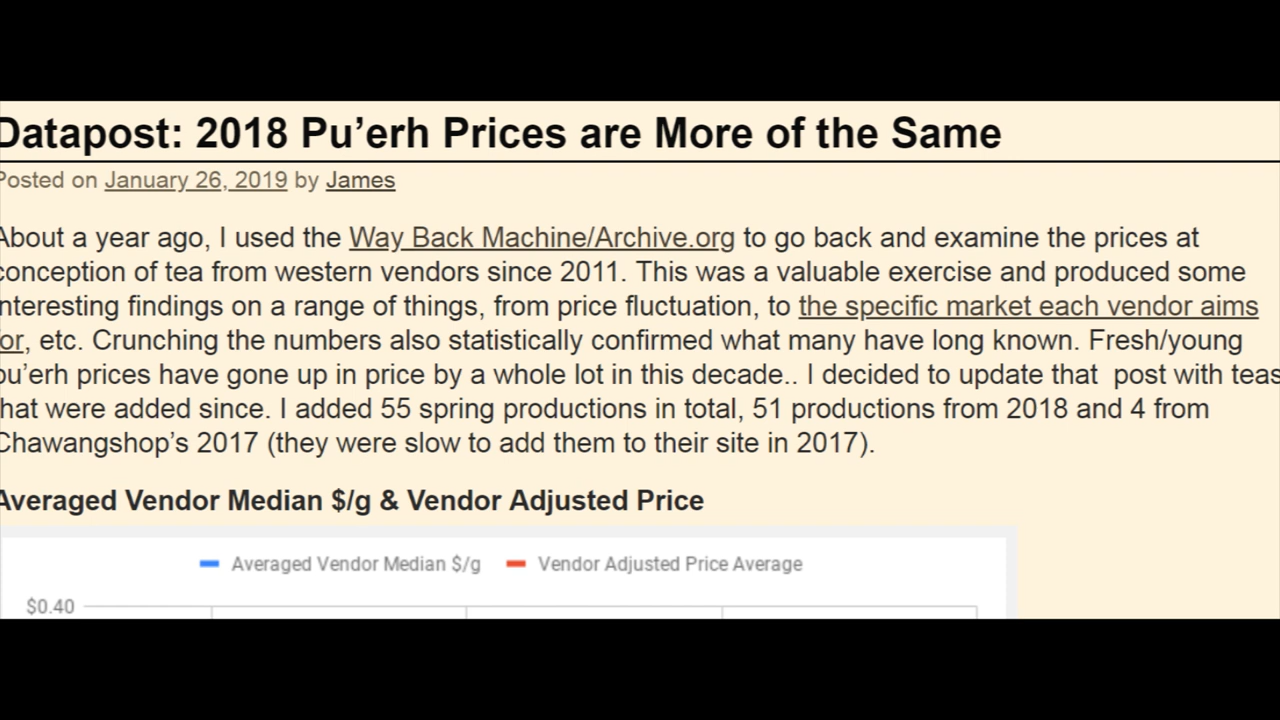 Datapost: 2018 Pu’erh Prices are More of the Same
Posted on January 26, 2019 by James
About a year ago, I used the Way Back Machine/Archive.org to go back and examine the prices at
conception of tea from western vendors since 2011. This was a valuable exercise and produced some
interesting findings on a range of things, from price fluctuation, to the specific market each vendor aims
for, etc. Crunching the numbers also statistically confirmed what many have long known. Fresh/young
pu’erh prices have gone up in price by a whole lot in this decade.. I decided to update that  post with teas
that were added since. I added 55 spring productions in total, 51 productions from 2018 and 4 from
Chawangshop’s 2017 (they were slow to add them to their site in 2017).
Averaged Vendor Median $/g & Vendor Adjusted Price
Averaged Vendor Median $/g Vendor Adjusted Price Average
$0.40